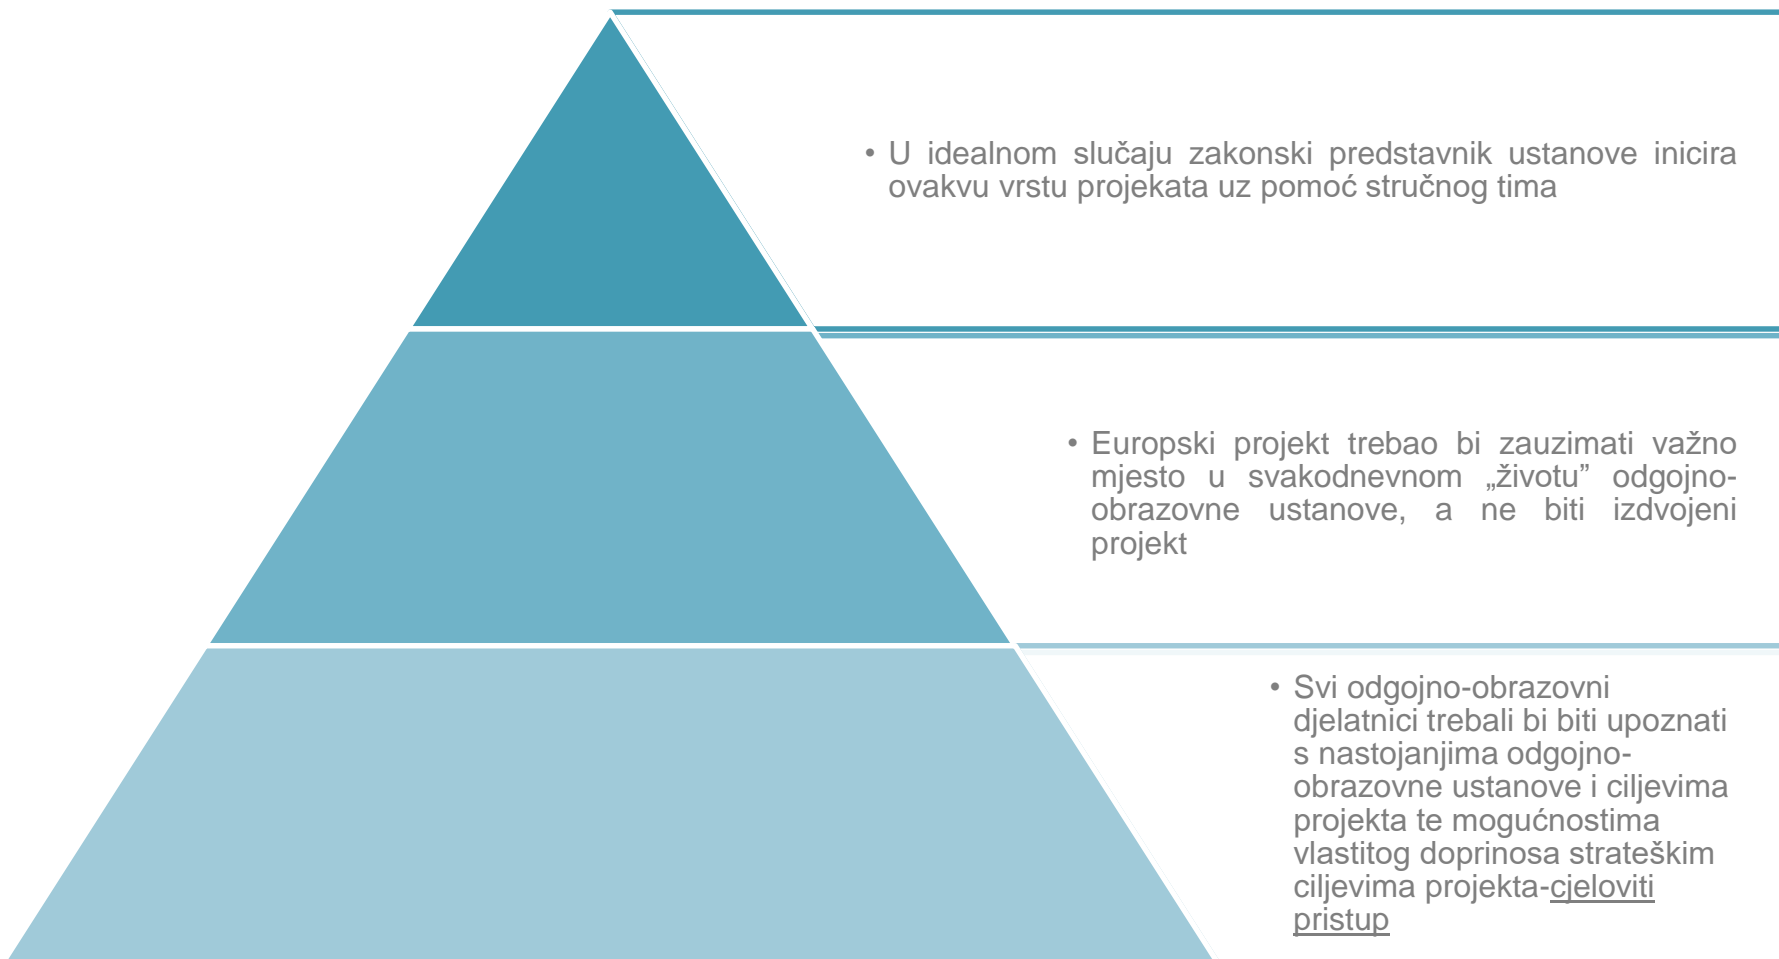 • U idealnom slučaju zakonski predstavnik ustanove inicira
ovakvu vrstu projekata uz pomoć stručnog tima
• Europski projekt trebao bi zauzimati važno
mjesto u svakodnevnom „životu” odgojno-
obrazovne ustanove, a ne biti izdvojeni
projekt
• Svi odgojno-obrazovni
djelatnici trebali bi biti upoznati
s nastojanjima odgojno-
obrazovne ustanove i ciljevima
projekta te mogućnostima
vlastitog doprinosa strateškim
ciljevima projekta-cjeloviti
pristup